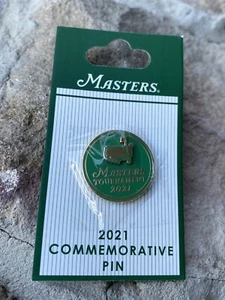 MASTERS®
MASTERS
TOURNAMENT
2021
2021
COMMEMORATIVE
PIN